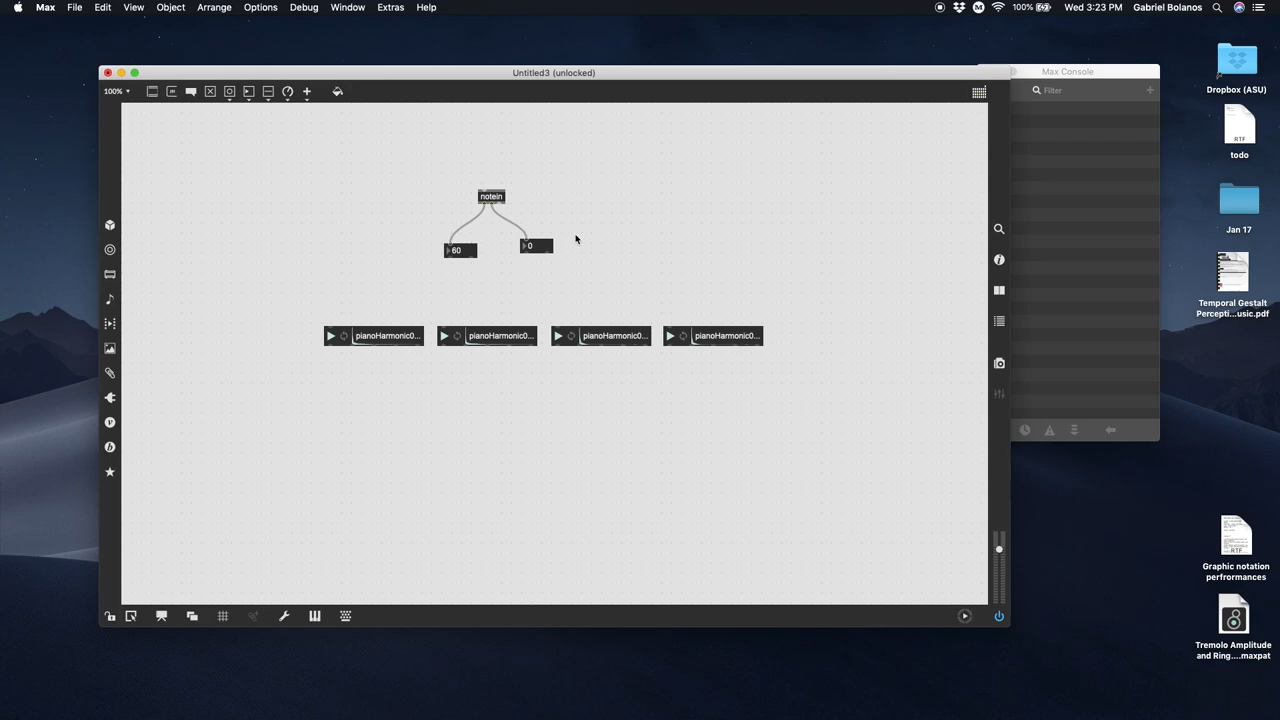 Max File Edit View Object Arrange Options Debug Window Extras Help
100% Wed 3:23 PM Gabriel Bolanos
Untitled3 (unlocked)
Max Console
100%
Filter
Dropbox (ASU)
todo
Jan 17
Temporal Gestalt
Percepti...usic.pdf
Graphic notation
perfrormances
Tremolo Amplitude
and Ring....maxpat
notein
60
0
pianoHarmonic0...
pianoHarmonic0...
pianoHarmonic0...
pianoHarmonic0...
RTF
RTF